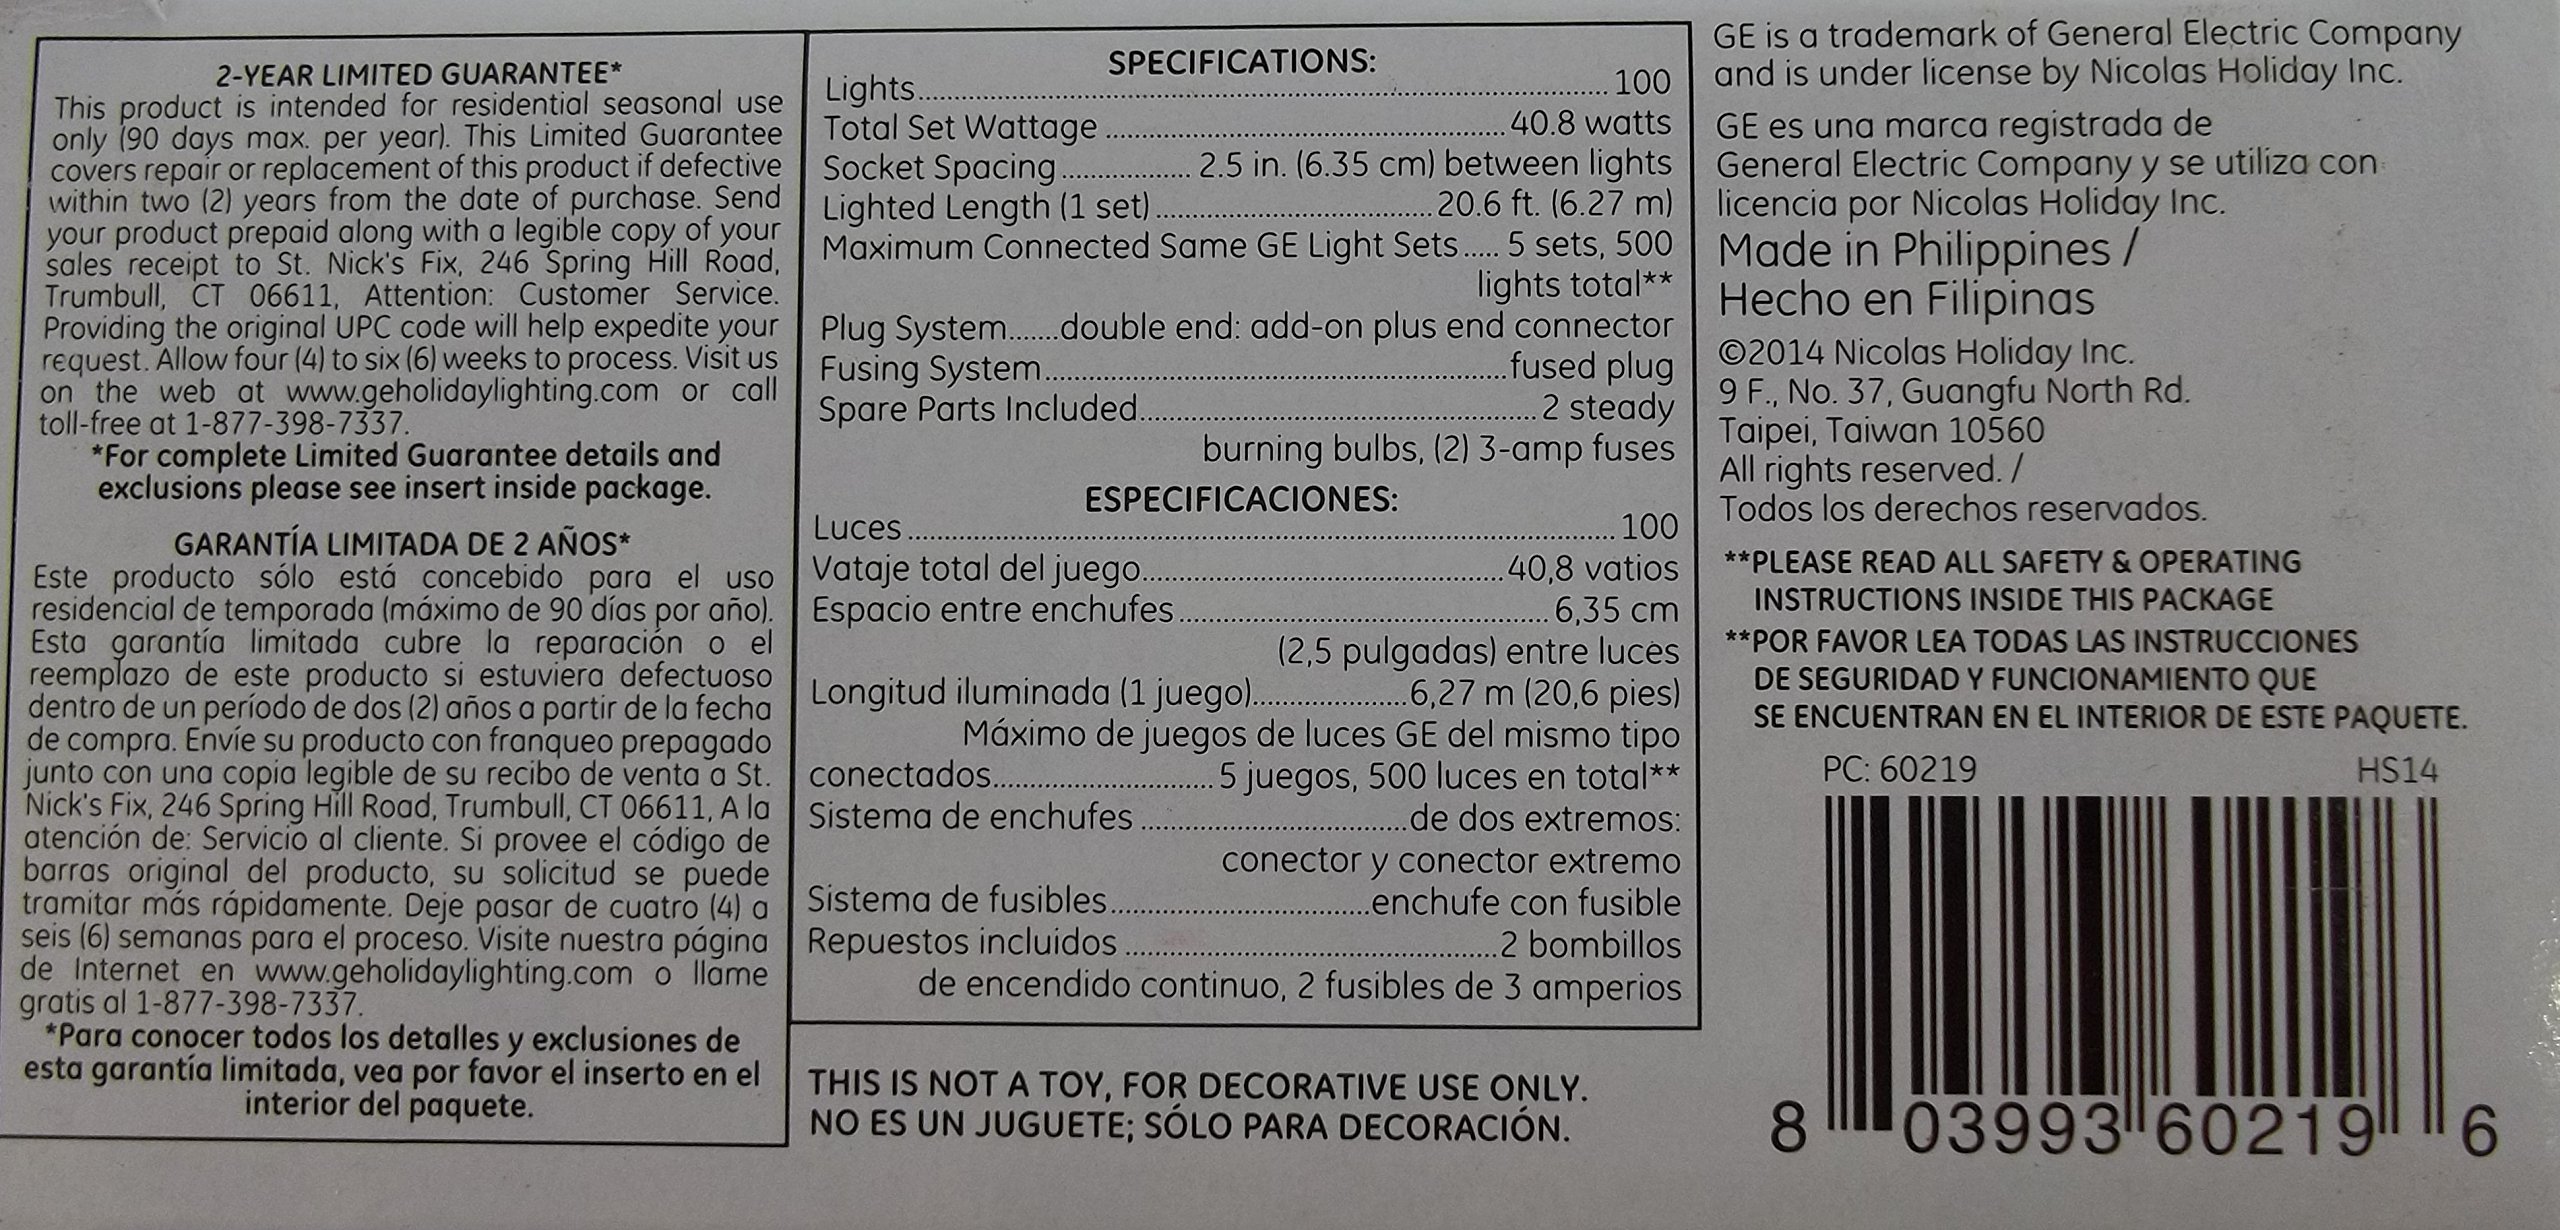 2-YEAR LIMITED GUARANTEE*
This product is intended for residential seasonal use
only (90 days max. per year). This Limited Guarantee
covers repair or replacement of this product if defective
within two (2) years from the date of purchase. Send
your product prepaid along with a legible copy of your
sales receipt to St. Nick's Fix, 246 Spring Hill Road,
Trumbull, CT 06611, Attention: Customer Service.
Providing the original UPC code will help expedite your
request. Allow four (4) to six (6) weeks to process. Visit us
on the web at www.geholidaylighting.com or call
toll-free at 1-877-398-7337.
*For complete Limited Guarantee details and
exclusions please see insert inside package.
GARANTÍA LIMITADA DE 2 AÑOS*
Este producto sólo está concebido para el uso
residencial de temporada (máximo de 90 días por año).
Esta garantía limitada cubre la reparación o el
reemplazo de este producto si estuviera defectuoso
dentro de un período de dos (2) años a partir de la fecha
de compra. Envíe su producto con franqueo prepagado
junto con una copia legible de su recibo de venta a St.
Nick's Fix, 246 Spring Hill Road, Trumbull, CT 06611, A la
atención de: Servicio al cliente. Si provee el código de
barras original del producto, su solicitud se puede
tramitar más rápidamente. Deje pasar de cuatro (4) a
seis (6) semanas para el proceso. Visite nuestra página
de Internet en www.geholidaylighting.com o llame
gratis al 1-877-398-7337.
*Para conocer todos los detalles y exclusiones de
esta garantía limitada, vea por favor el inserto en el
interior del paquete.
SPECIFICATIONS:
Lights.......... 100
Total Set Wattage .......... 40.8 watts
Socket Spacing.......... 2.5 in. (6.35 cm) between lights
Lighted Length (1 set).......... 20.6 ft. (6.27 m)
Maximum Connected Same GE Light Sets..... 5 sets, 500
lights total**
Plug System.......double end: add-on plus end connector
Fusing System..........fused plug
Spare Parts Included.......... 2 steady
burning bulbs, (2) 3-amp fuses
ESPECIFICACIONES:
Luces .......... 100
Vataje total del juego..........40,8 vatios
Espacio entre enchufes .......... 6,35 cm
(2,5 pulgadas) entre luces
Longitud iluminada (1 juego)..........6,27 m (20,6 pies)
Máximo de juegos de luces GE del mismo tipo
conectados.......... 5 juegos, 500 luces en total**
Sistema de enchufes ..........de dos extremos:
conector y conector extremo
Sistema de fusibles..........enchufe con fusible
Repuestos incluidos ..........2 bombillos
de encendido continuo, 2 fusibles de 3 amperios
THIS IS NOT A TOY, FOR DECORATIVE USE ONLY.
NO ES UN JUGUETE; SÓLO PARA DECORACIÓN.
GE is a trademark of General Electric Company
and is under license by Nicolas Holiday Inc.
GE es una marca registrada de
General Electric Company y se utiliza con
licencia por Nicolas Holiday Inc.
Made in Philippines /
Hecho en Filipinas
©2014 Nicolas Holiday Inc.
9 F., No. 37, Guangfu North Rd.
Taipei, Taiwan 10560
All rights reserved. /
Todos los derechos reservados.
**PLEASE READ ALL SAFETY & OPERATING
INSTRUCTIONS INSIDE THIS PACKAGE
**POR FAVOR LEA TODAS LAS INSTRUCCIONES
DE SEGURIDAD Y FUNCIONAMIENTO QUE
SE ENCUENTRAN EN EL INTERIOR DE ESTE PAQUETE.
PC: 60219 HS14
8 03993 60219 6